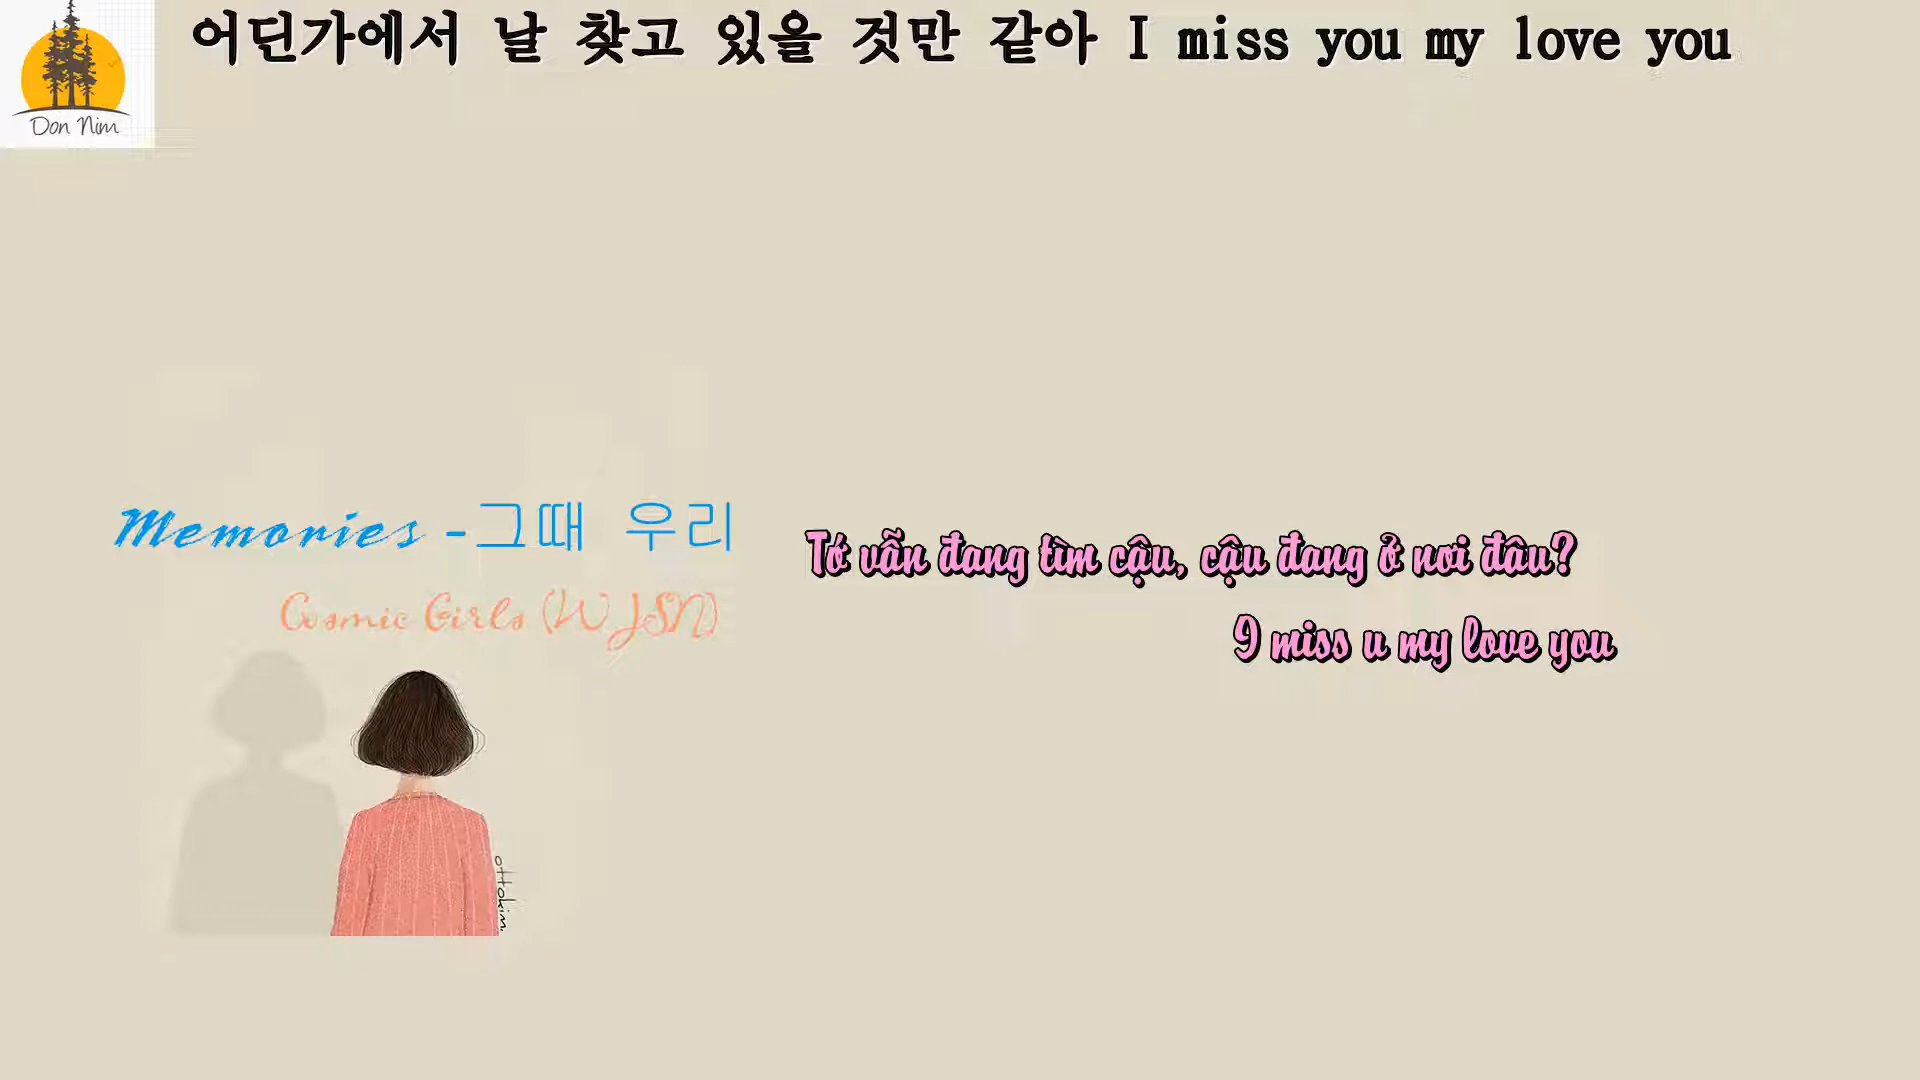 어딘가에서 날 찾고 있을 것만 같아 I miss you my love you
Don Nim
Memories -그때 우리
Cosmic Girls (WJSN)
Tớ vẫn đang tìm cậu, cậu đang ở nơi đâu?
I miss u my love you
ottokim